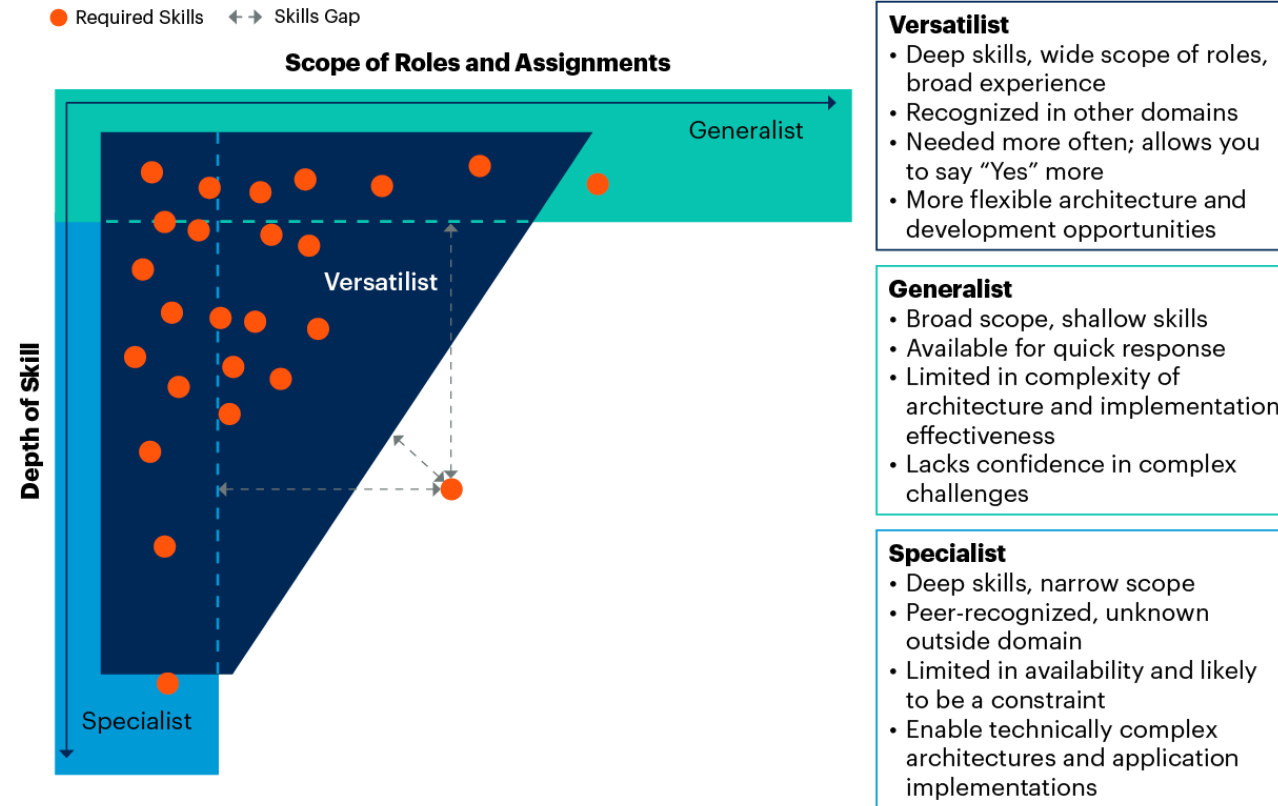 Required Skills
Skills Gap
Scope of Roles and Assignments
Generalist
Versatilist
Depth of Skill
Specialist
Versatilist
• Deep skills, wide scope of roles,
broad experience
• Recognized in other domains
• Needed more often; allows you
to say “Yes” more
• More flexible architecture and
development opportunities
Generalist
• Broad scope, shallow skills
• Available for quick response
• Limited in complexity of
architecture and implementation
effectiveness
• Lacks confidence in complex
challenges
Specialist
• Deep skills, narrow scope
• Peer-recognized, unknown
outside domain
• Limited in availability and likely
to be a constraint
• Enable technically complex
architectures and application
implementations